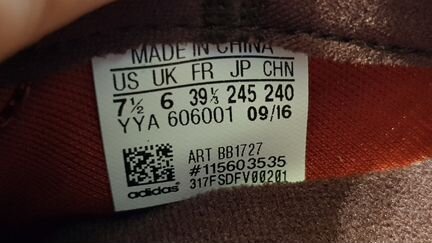 MADE IN CHINA
US UK FR JP CHN
7½ 6 39⅓ 245 240
YYA 606001 09/16
ART BB1727
#115603535
317FSDFV00201
adidas